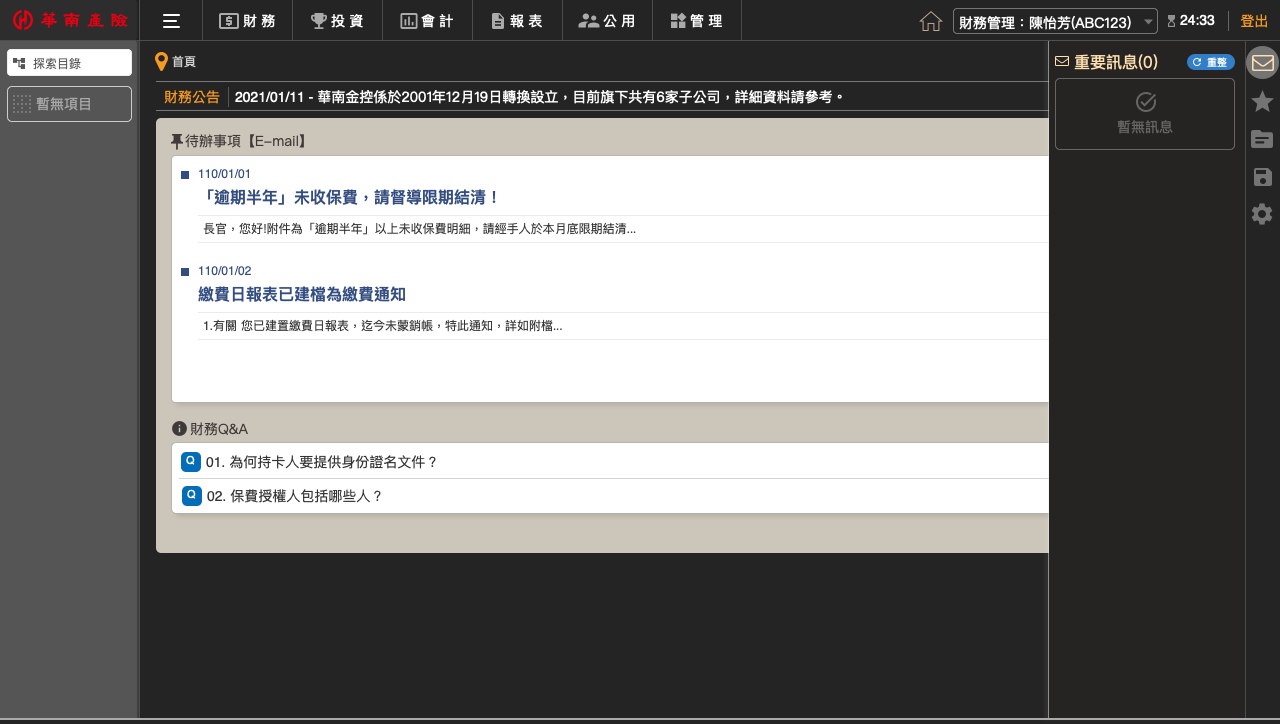 華南產險
財務 投資 會計 報表 公用 管理
財務管理：陳怡芳(ABC123) 24:33 登出
探索目錄
暫無項目
首頁
財務公告 2021/01/11 - 華南金控係於2001年12月19日轉換設立，目前旗下共有6家子公司，詳細資料請參考。
待辦事項【E-mail】
110/01/01
「逾期半年」未收保費，請督導限期結清！
長官，您好!附件為「逾期半年」以上未收保費明細，請經手人於本月底限期結清...
110/01/02
繳費日報表已建檔為繳費通知
1.有關 您已建置繳費日報表，迄今未蒙銷帳，特此通知，詳如附檔...
財務Q&A
Q 01. 為何持卡人要提供身份證名文件？
Q 02. 保費授權人包括哪些人？
重要訊息(0) 重整
暫無訊息